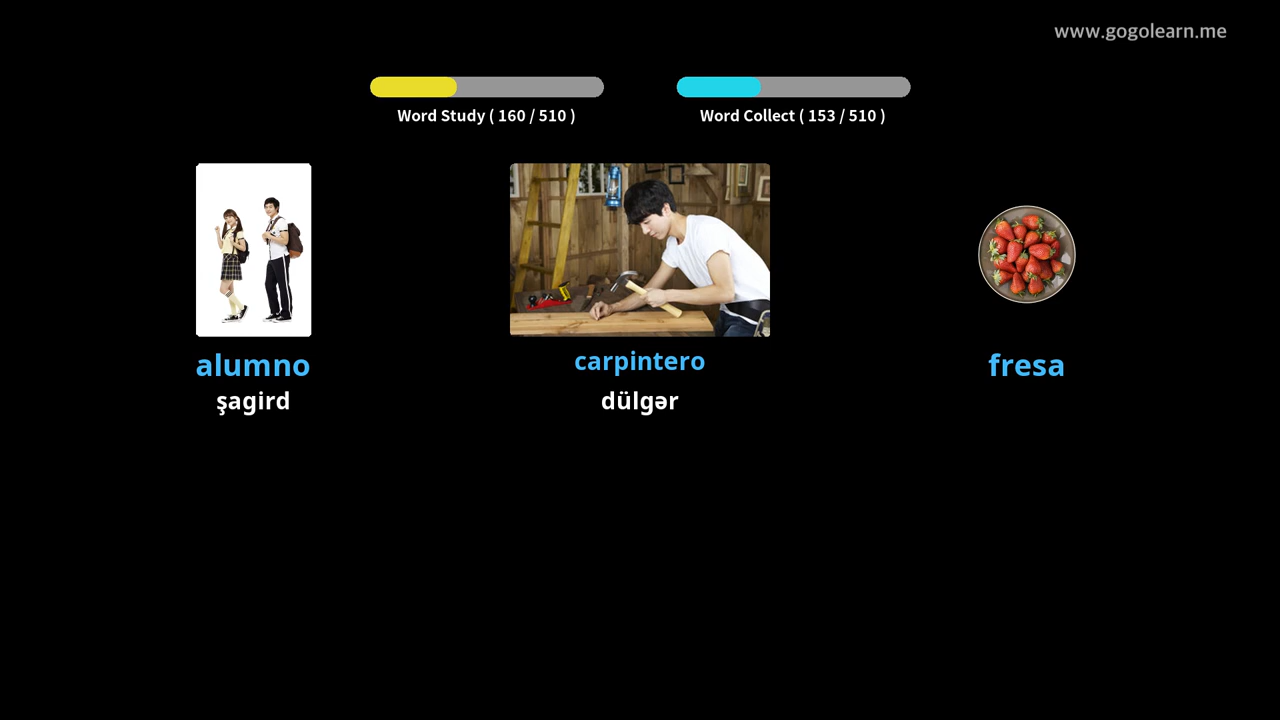 www.gogolearn.me
Word Study ( 160 / 510 )
Word Collect ( 153 / 510 )
alumno
carpintero
fresa
şagird
dülgər